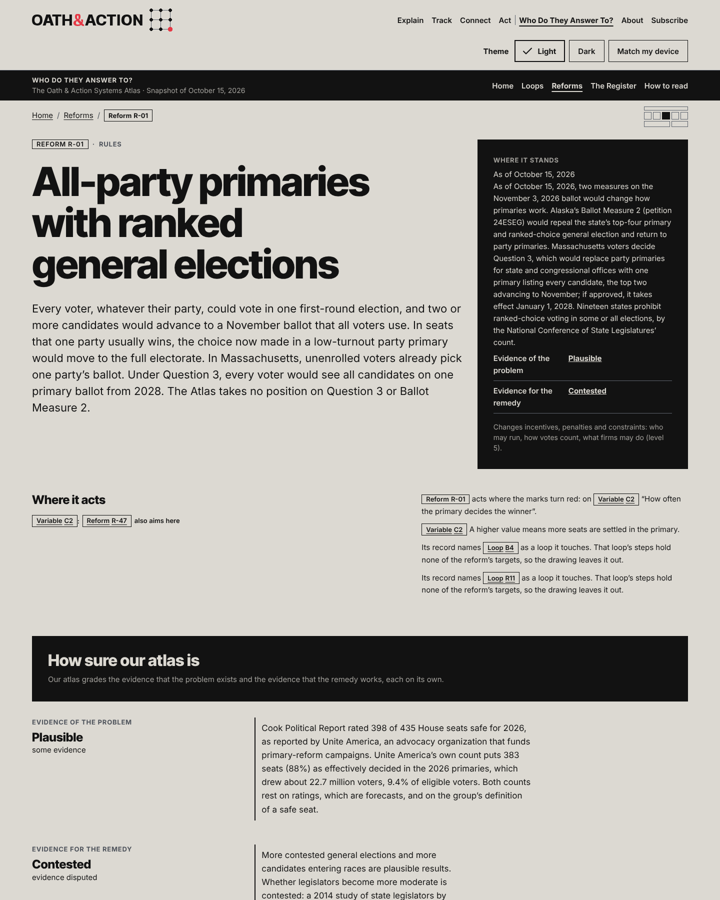 OATH&ACTION
Explain Track Connect Act Who Do They Answer To? About Subscribe
Theme Light Dark Match my device
WHO DO THEY ANSWER TO?
The Oath & Action Systems Atlas · Snapshot of October 15, 2026
Home Loops Reforms The Register How to read
Home / Reforms / Reform R-01
REFORM R-01 · RULES
All-party primaries
with ranked
general elections
Every voter, whatever their party, could vote in one first-round election, and two or
more candidates would advance to a November ballot that all voters use. In seats
that one party usually wins, the choice now made in a low-turnout party primary
would move to the full electorate. In Massachusetts, unenrolled voters already pick
one party's ballot. Under Question 3, every voter would see all candidates on one
primary ballot from 2028. The Atlas takes no position on Question 3 or Ballot
Measure 2.
WHERE IT STANDS
As of October 15, 2026
As of October 15, 2026, two measures on the
November 3, 2026 ballot would change how
primaries work. Alaska's Ballot Measure 2 (petition
24ESEG) would repeal the state's top-four primary
and ranked-choice general election and return to
party primaries. Massachusetts voters decide
Question 3, which would replace party primaries
for state and congressional offices with one
primary listing every candidate, the top two
advancing to November; if approved, it takes
effect January 1, 2028. Nineteen states prohibit
ranked-choice voting in some or all elections, by
the National Conference of State Legislatures'
count.
Evidence of the problem Plausible
Evidence for the remedy Contested
Changes incentives, penalties and constraints: who
may run, how votes count, what firms may do (level
5).
Where it acts
Variable C2 : Reform R-47 also aims here
Reform R-01 acts where the marks turn red: on Variable C2 "How often
the primary decides the winner".
Variable C2 A higher value means more seats are settled in the primary.
Its record names Loop B4 as a loop it touches. That loop's steps hold
none of the reform's targets, so the drawing leaves it out.
Its record names Loop R11 as a loop it touches. That loop's steps hold
none of the reform's targets, so the drawing leaves it out.
How sure our atlas is
Our atlas grades the evidence that the problem exists and the evidence that the remedy works, each on its own.
EVIDENCE OF THE PROBLEM
Plausible
some evidence
Cook Political Report rated 398 of 435 House seats safe for 2026,
as reported by Unite America, an advocacy organization that funds
primary-reform campaigns. Unite America's own count puts 383
seats (88%) as effectively decided in the 2026 primaries, which
drew about 22.7 million voters, 9.4% of eligible voters. Both counts
rest on ratings, which are forecasts, and on the group's definition
of a safe seat.
EVIDENCE FOR THE REMEDY
Contested
evidence disputed
More contested general elections and more
candidates entering races are plausible results.
Whether legislators become more moderate is
contested: a 2014 study of state legislators by